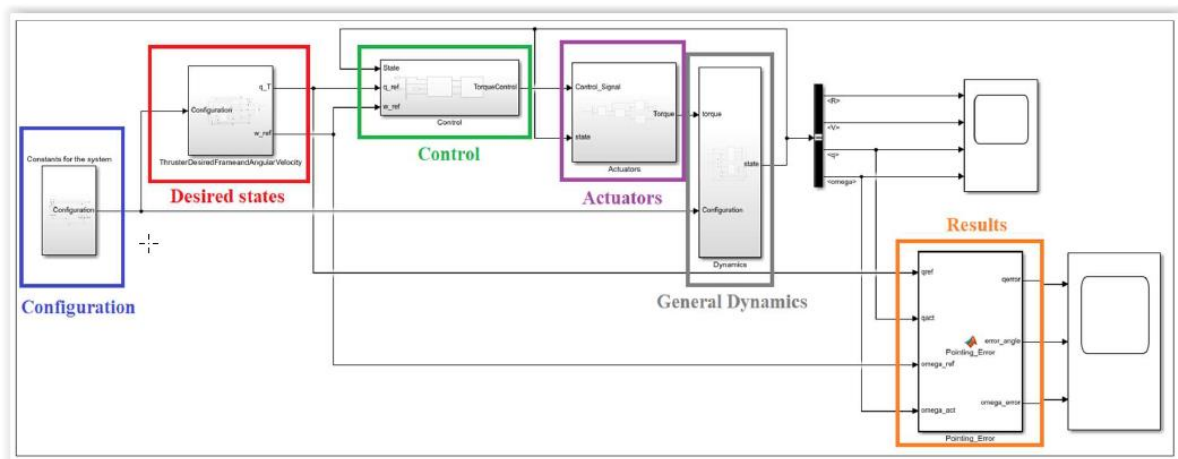 Constants for the system
Configuration
Configuration
Configuration
q_T
w_ref
ThrusterDesiredFrameandAngularVelocity
Desired states
State
q_ref
w_ref
TorqueControl
Control
Control
Control_Signal
state
Torque
Actuators
Actuators
torque
Configuration
state
Dynamics
General Dynamics
<R>
<V>
<q>
<omega>
Results
qref
qact
omega_ref
omega_act
Pointing_Error
qerror
error_angle
omega_error
Pointing_Error